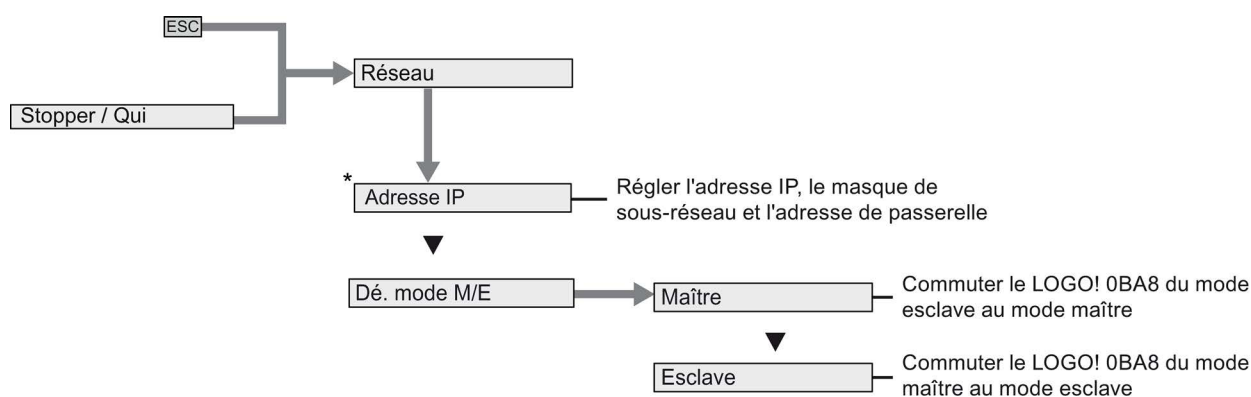 ESC
Réseau
Stopper / Qui
*
Adresse IP
Régler l'adresse IP, le masque de
sous-réseau et l'adresse de passerelle
Dé. mode M/E
Maître
Commuter le LOGO! 0BA8 du mode
esclave au mode maître
Esclave
Commuter le LOGO! 0BA8 du mode
maître au mode esclave